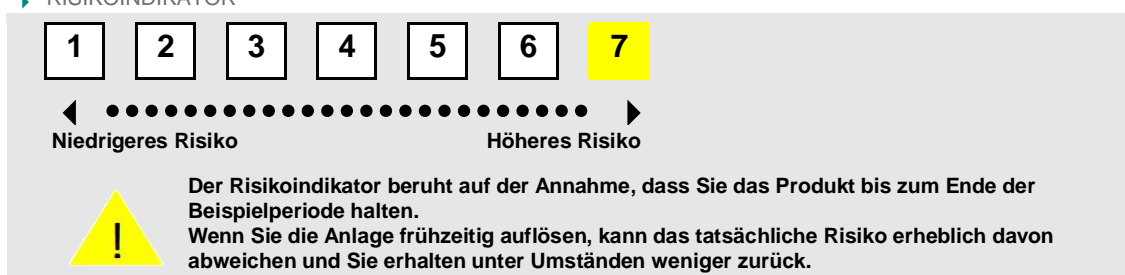 RISIKOINDIKATOR
1 2 3 4 5 6 7
Niedrigeres Risiko Höheres Risiko
Der Risikoindikator beruht auf der Annahme, dass Sie das Produkt bis zum Ende der
Beispielperiode halten.
! Wenn Sie die Anlage frühzeitig auflösen, kann das tatsächliche Risiko erheblich davon
abweichen und Sie erhalten unter Umständen weniger zurück.